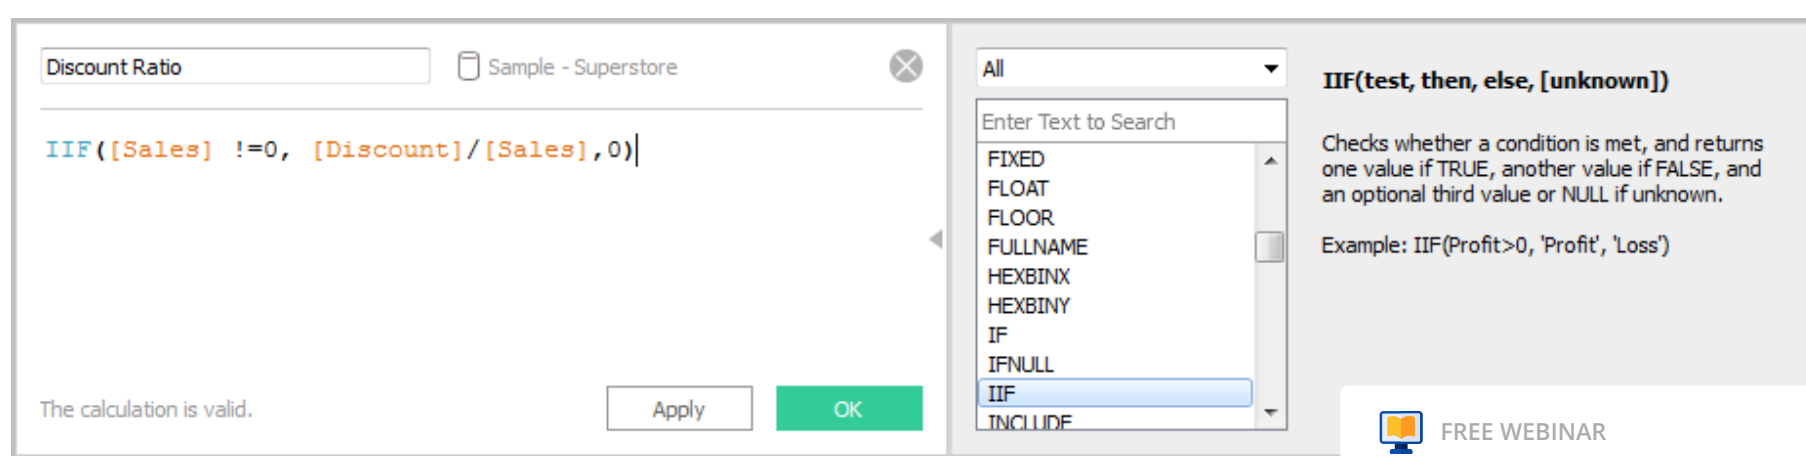 Discount Ratio
Sample - Superstore
IIF([Sales] !=0, [Discount]/[Sales],0)
The calculation is valid.
Apply
OK
All
Enter Text to Search
FIXED
FLOAT
FLOOR
FULLNAME
HEXBINX
HEXBINY
IF
IFNULL
IIF
INCLUDE
IIF(test, then, else, [unknown])
Checks whether a condition is met, and returns
one value if TRUE, another value if FALSE, and
an optional third value or NULL if unknown.
Example: IIF(Profit>0, 'Profit', 'Loss')
FREE WEBINAR